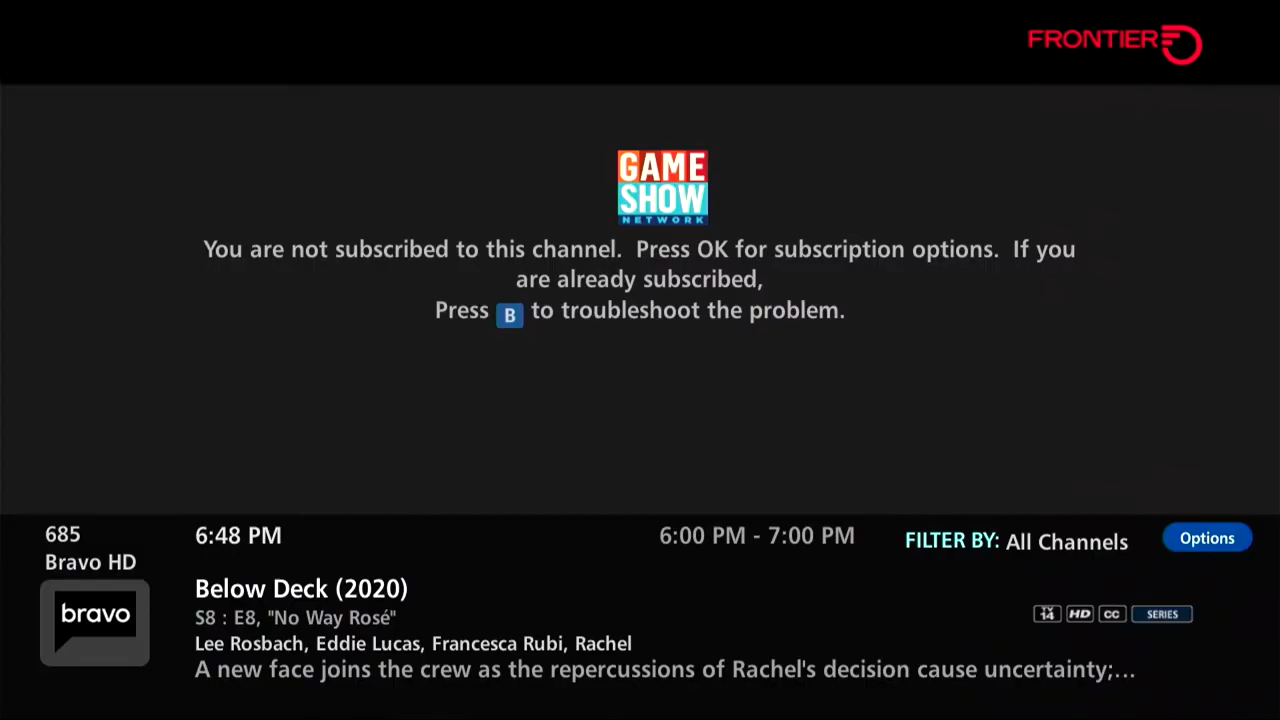 FRONTIER
GAME
SHOW
NETWORK
You are not subscribed to this channel.  Press OK for subscription options.  If you
are already subscribed,
Press B to troubleshoot the problem.
685
Bravo HD
bravo
6:48 PM
6:00 PM - 7:00 PM
FILTER BY: All Channels
Options
Below Deck (2020)
S8 : E8, "No Way Rosé"
Lee Rosbach, Eddie Lucas, Francesca Rubi, Rachel
A new face joins the crew as the repercussions of Rachel's decision cause uncertainty;...
TV 14 HD CC SERIES